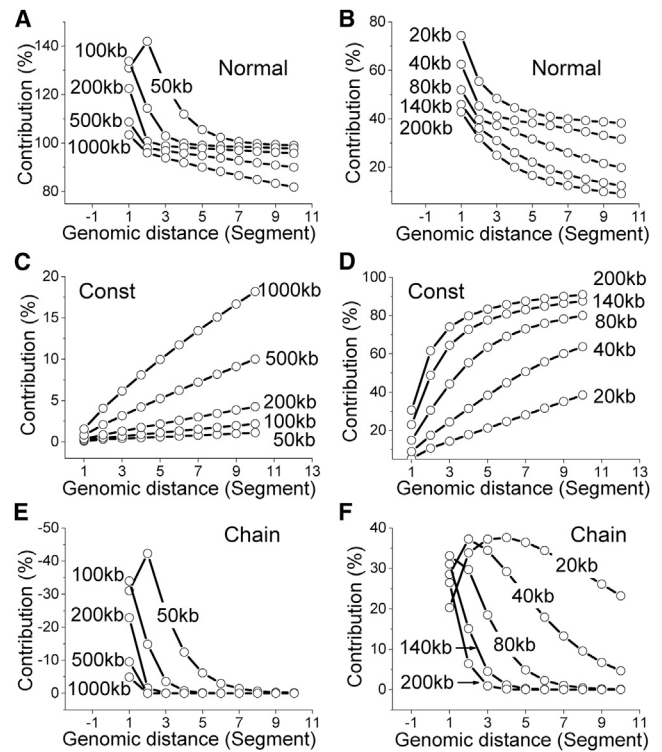 A
Normal
Contribution (%)
140
120
100
80
100kb
200kb
500kb
1000kb
50kb
-1 1 3 5 7 9 11
Genomic distance (Segment)
B
Normal
Contribution (%)
80
60
40
20
20kb
40kb
80kb
140kb
200kb
-1 1 3 5 7 9 11
Genomic distance (Segment)
C
Const
Contribution (%)
20
15
10
5
0
1000kb
500kb
200kb
100kb
50kb
1 3 5 7 9 11 13
Genomic distance (Segment)
D
Const
Contribution (%)
100
80
60
40
20
200kb
140kb
80kb
40kb
20kb
1 3 5 7 9 11 13
Genomic distance (Segment)
E
Chain
Contribution (%)
-50
-40
-30
-20
-10
0
100kb
200kb
500kb
1000kb
50kb
-1 1 3 5 7 9 11
Genomic distance (Segment)
F
Chain
Contribution (%)
40
30
20
10
0
20kb
40kb
80kb
140kb
200kb
-1 1 3 5 7 9 11
Genomic distance (Segment)